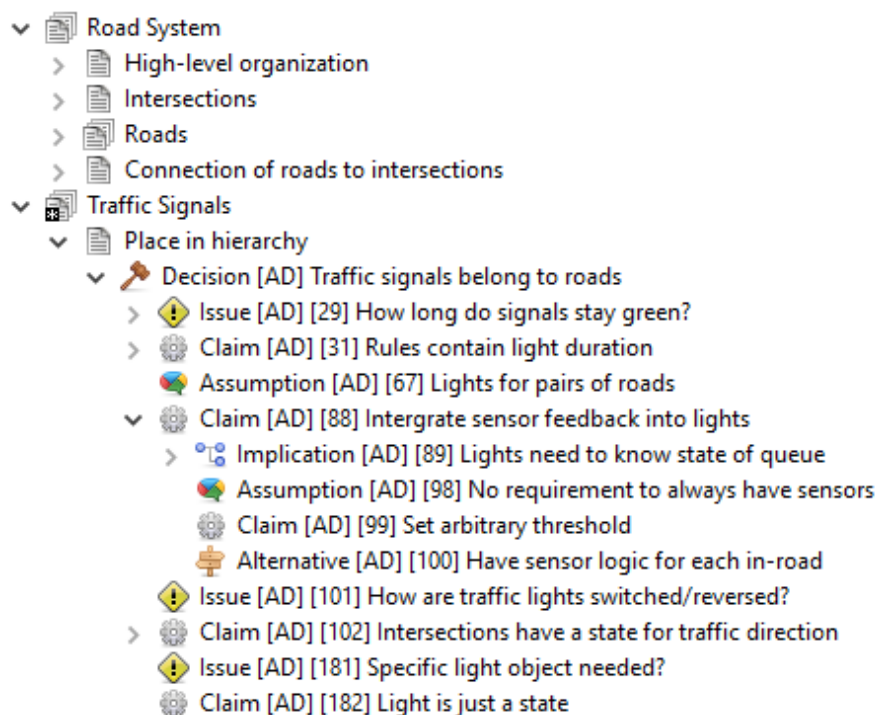 Road System
High-level organization
Intersections
Roads
Connection of roads to intersections
Traffic Signals
Place in hierarchy
Decision [AD] Traffic signals belong to roads
Issue [AD] [29] How long do signals stay green?
Claim [AD] [31] Rules contain light duration
Assumption [AD] [67] Lights for pairs of roads
Claim [AD] [88] Intergrate sensor feedback into lights
Implication [AD] [89] Lights need to know state of queue
Assumption [AD] [98] No requirement to always have sensors
Claim [AD] [99] Set arbitrary threshold
Alternative [AD] [100] Have sensor logic for each in-road
Issue [AD] [101] How are traffic lights switched/reversed?
Claim [AD] [102] Intersections have a state for traffic direction
Issue [AD] [181] Specific light object needed?
Claim [AD] [182] Light is just a state